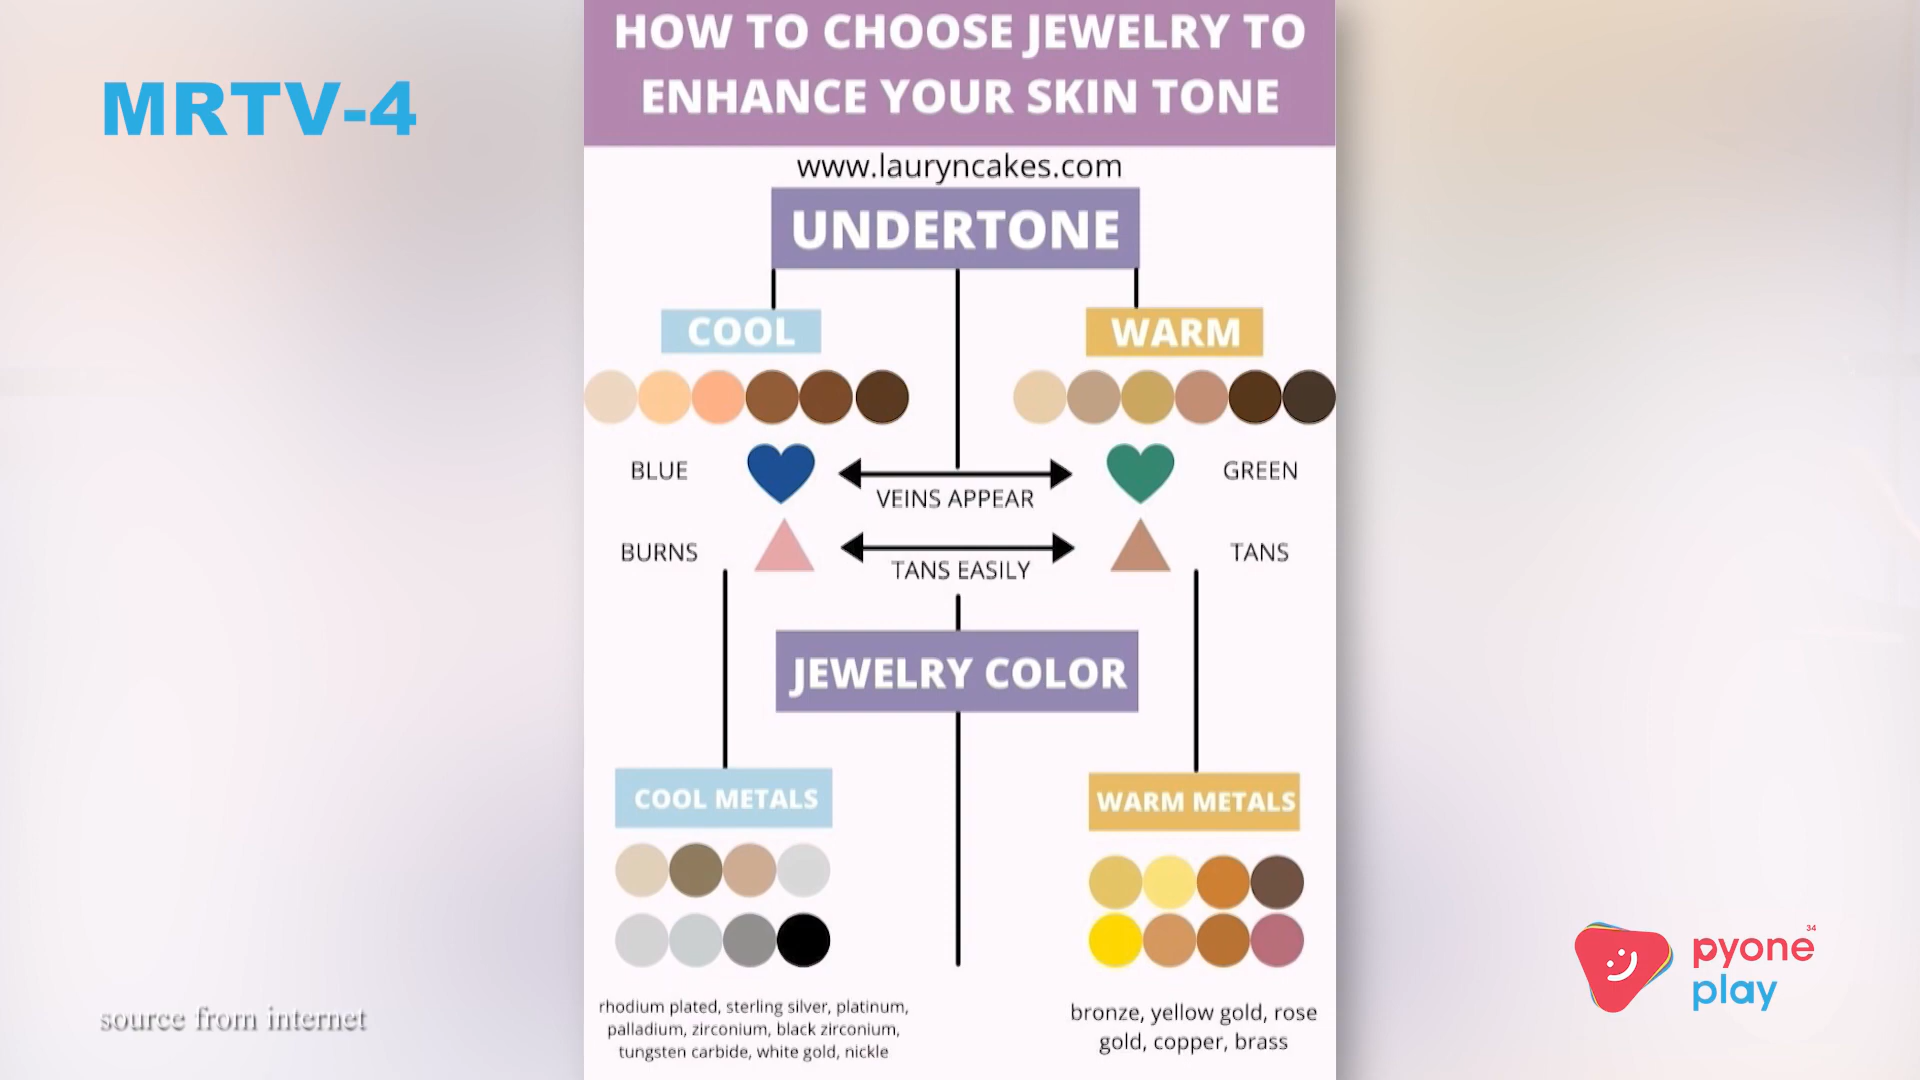 HOW TO CHOOSE JEWELRY TO
ENHANCE YOUR SKIN TONE
MRTV-4
www.lauryncakes.com
UNDERTONE
COOL
WARM
BLUE
GREEN
VEINS APPEAR
BURNS
TANS
TANS EASILY
JEWELRY COLOR
COOL METALS
WARM METALS
rhodium plated, sterling silver, platinum,
palladium, zirconium, black zirconium,
tungsten carbide, white gold, nickle
bronze, yellow gold, rose
gold, copper, brass
source from internet
34
pyone
play